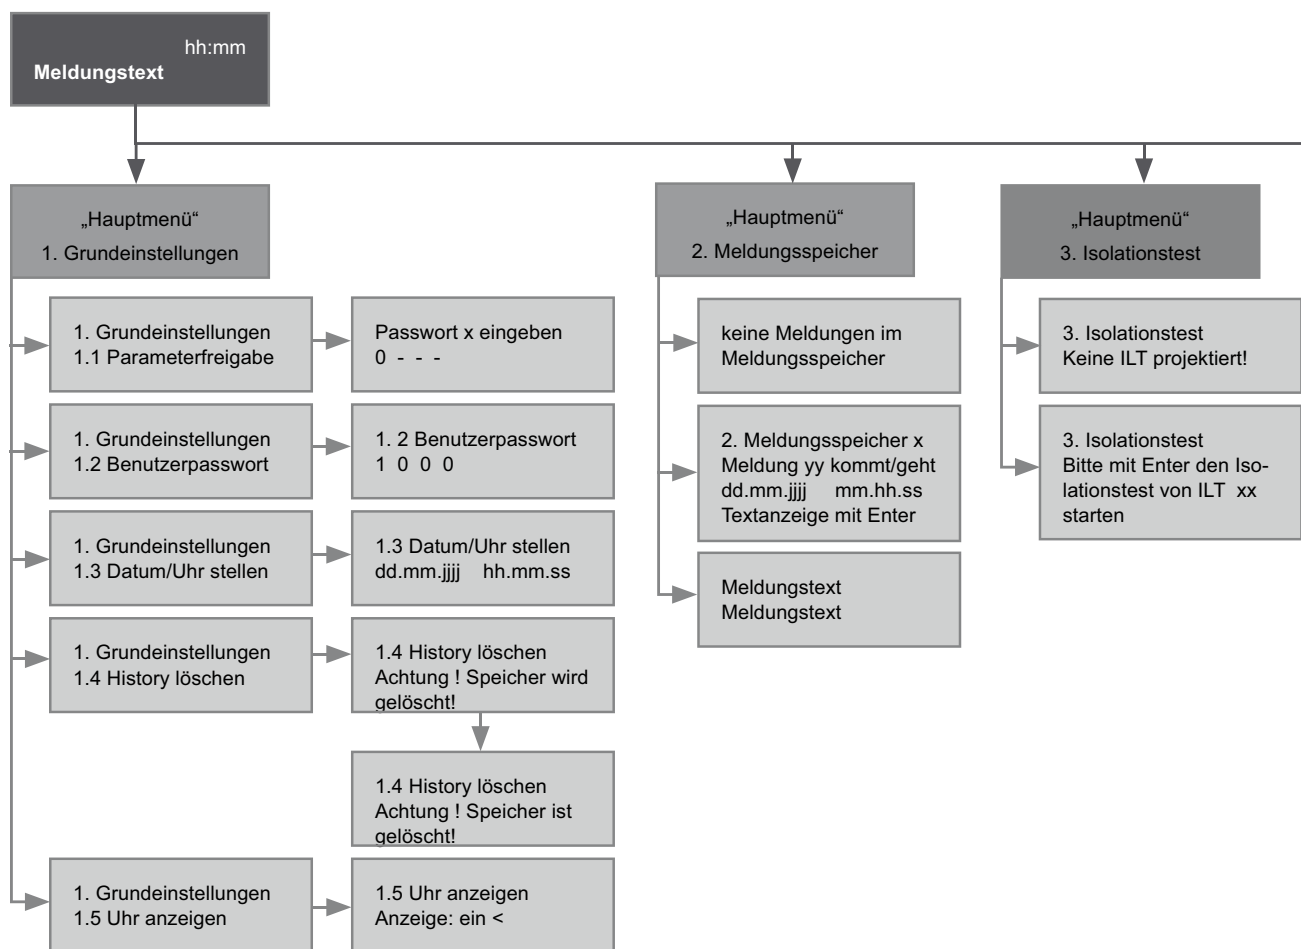 hh:mm
Meldungstext
„Hauptmenü“
1. Grundeinstellungen
1. Grundeinstellungen
1.1 Parameterfreigabe
Passwort x eingeben
0 - - -
1. Grundeinstellungen
1.2 Benutzerpasswort
1. 2 Benutzerpasswort
1 0 0 0
1. Grundeinstellungen
1.3 Datum/Uhr stellen
1.3 Datum/Uhr stellen
dd.mm.jjjj hh.mm.ss
1. Grundeinstellungen
1.4 History löschen
1.4 History löschen
Achtung ! Speicher wird
gelöscht!
1.4 History löschen
Achtung ! Speicher ist
gelöscht!
1. Grundeinstellungen
1.5 Uhr anzeigen
1.5 Uhr anzeigen
Anzeige: ein <
„Hauptmenü“
2. Meldungsspeicher
keine Meldungen im
Meldungsspeicher
2. Meldungsspeicher x
Meldung yy kommt/geht
dd.mm.jjjj mm.hh.ss
Textanzeige mit Enter
Meldungstext
Meldungstext
„Hauptmenü“
3. Isolationstest
3. Isolationstest
Keine ILT projektiert!
3. Isolationstest
Bitte mit Enter den Iso-
lationstest von ILT xx
starten